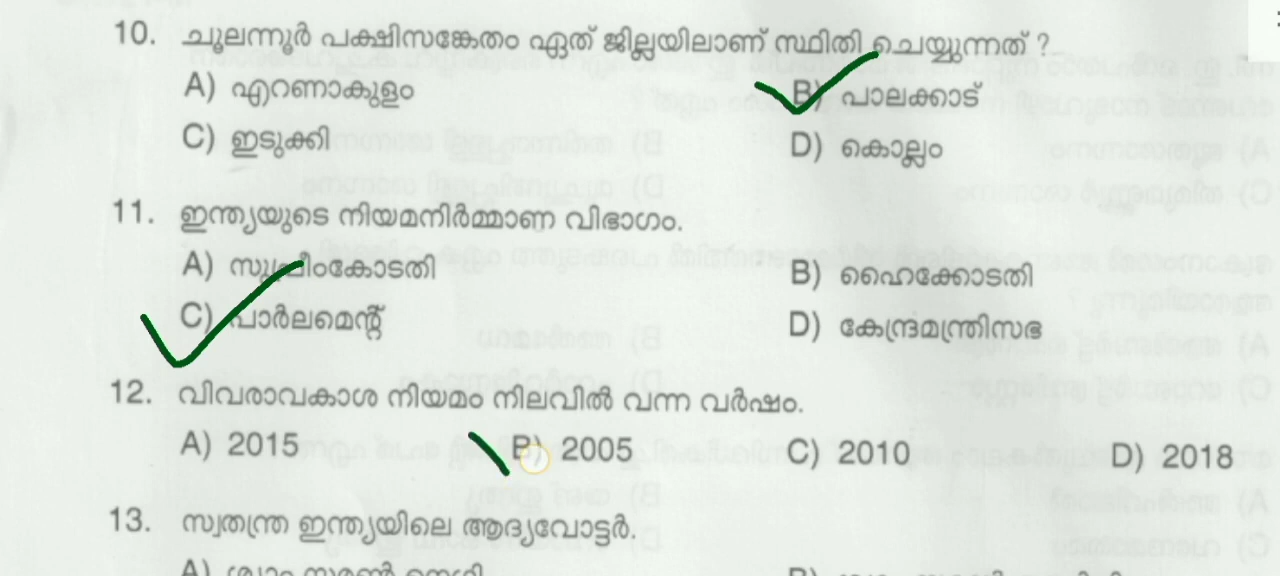 10. ചൂലന്നൂർ പക്ഷിസങ്കേതം ഏത് ജില്ലയിലാണ് സ്ഥിതി ചെയ്യുന്നത് ?
A) എറണാകുളം B) പാലക്കാട്
C) ഇടുക്കി D) കൊല്ലം
11. ഇന്ത്യയുടെ നിയമനിർമ്മാണ വിഭാഗം.
A) സുപ്രീംകോടതി B) ഹൈക്കോടതി
C) പാർലമെന്റ് D) കേന്ദ്രമന്ത്രിസഭ
12. വിവരാവകാശ നിയമം നിലവിൽ വന്ന വർഷം.
A) 2015 B) 2005 C) 2010 D) 2018
13. സ്വതന്ത്ര ഇന്ത്യയിലെ ആദ്യവോട്ടർ.
A) ശ്യാം സരൺ നെഗി B)